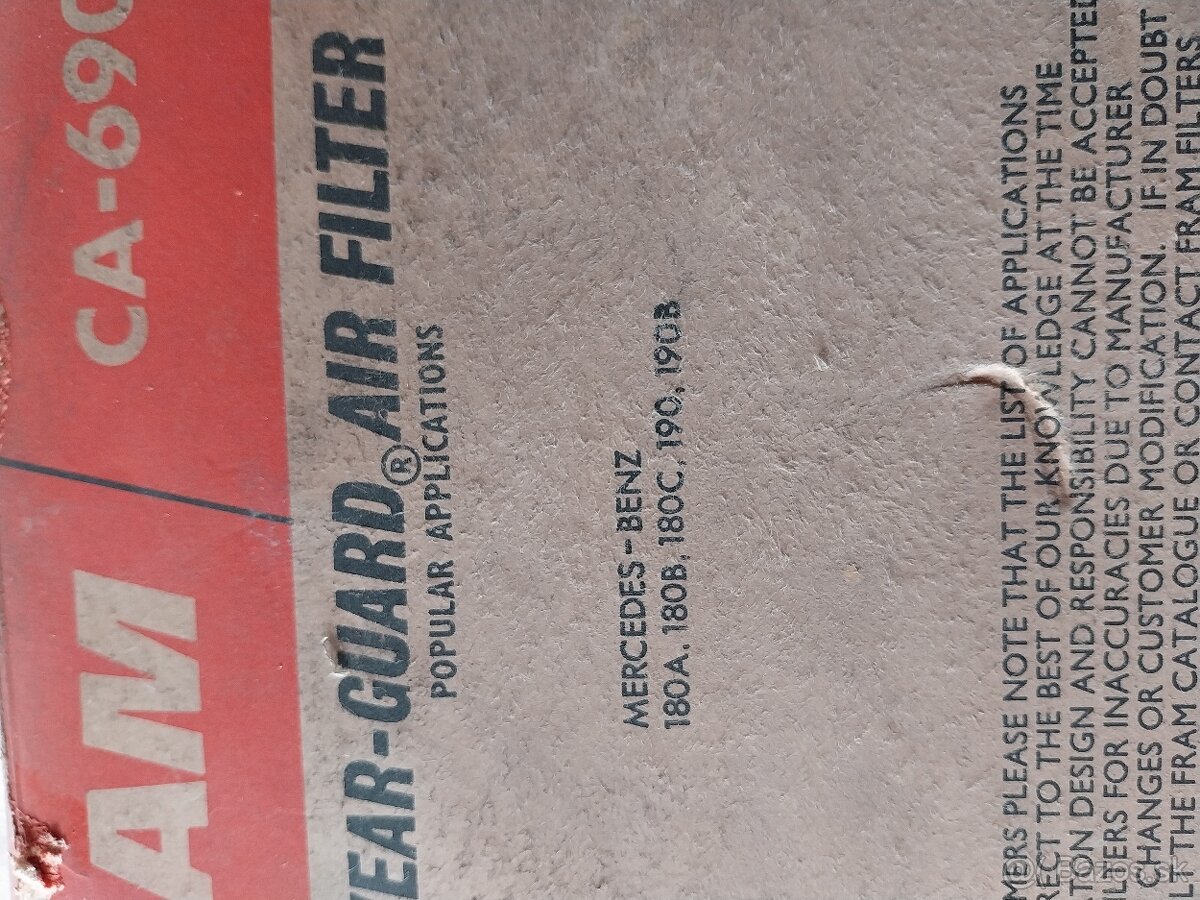 AM CA-690
WEAR-GUARD® AIR FILTER
POPULAR APPLICATIONS
MERCEDES-BENZ
180A, 180B, 180C, 190, 190B
MERS PLEASE NOTE THAT THE LIST OF APPLICATIONS
RECT TO THE BEST OF OUR KNOWLEDGE AT THE TIME
DESIGN AND RESPONSIBILITY CANNOT BE ACCEPTED
FOR INACCURACIES DUE TO MANUFACTURER
CHANGES OR CUSTOMER MODIFICATION. IF IN DOUBT
THE FRAM CATALOGUE OR CONTACT FRAM FILTERS
Bazos.sk